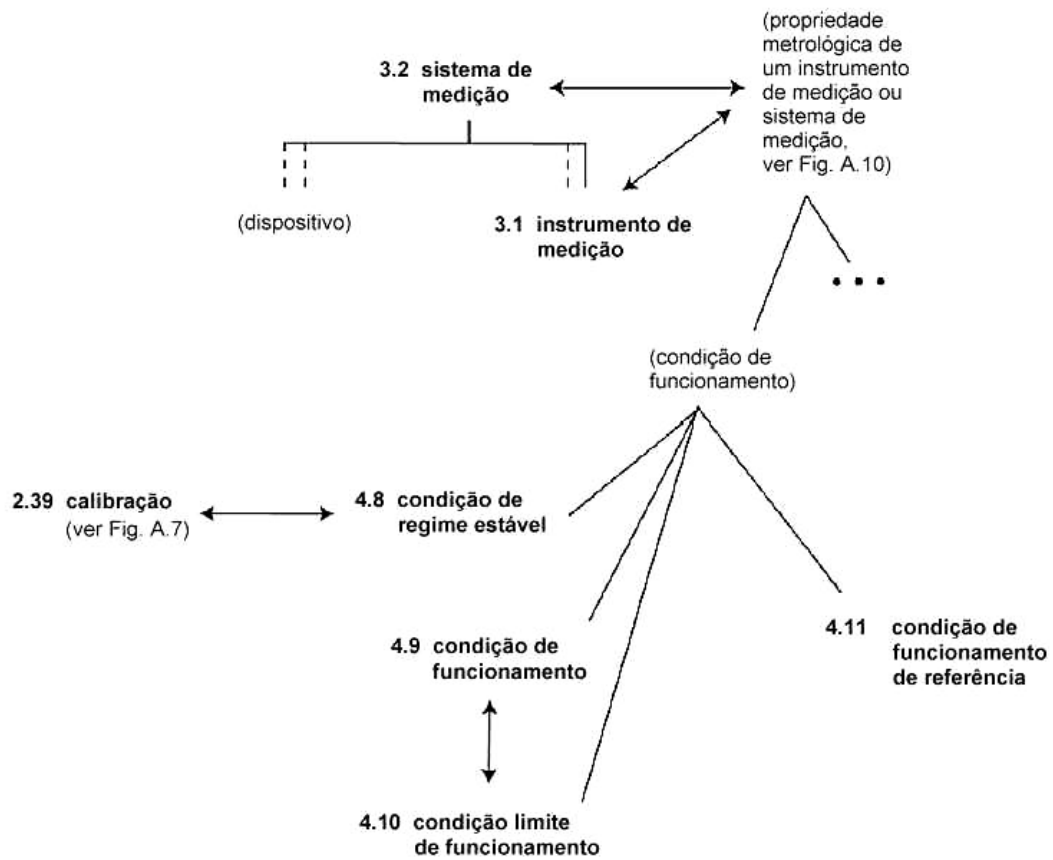 (propriedade
metrológica de
um instrumento
de medição ou
sistema de
medição,
ver Fig. A.10)
3.2 sistema de
medição
(dispositivo)
3.1 instrumento de
medição
• • •
(condição de
funcionamento)
2.39 calibração
(ver Fig. A.7)
4.8 condição de
regime estável
4.9 condição de
funcionamento
4.11 condição de
funcionamento
de referência
4.10 condição limite
de funcionamento